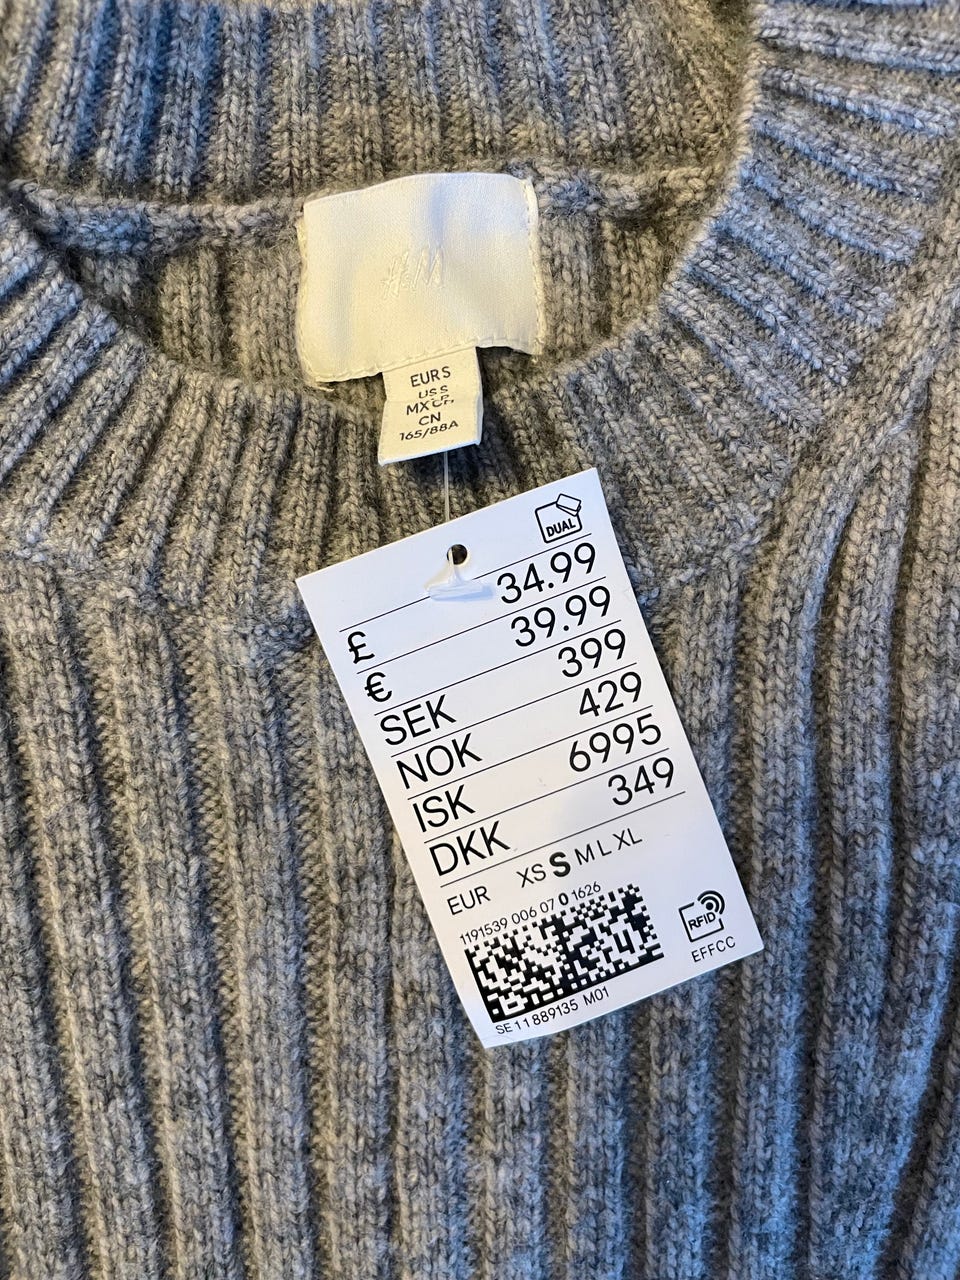 H&M
EUR S
US S
MX
CN
165/88A
DUAL
£ 34.99
€ 39.99
SEK 399
NOK 429
ISK 6995
DKK 349
EUR XS S M L XL
1191539 006 07 0 1626
RFID
EFFCC
SE 11889135 M01